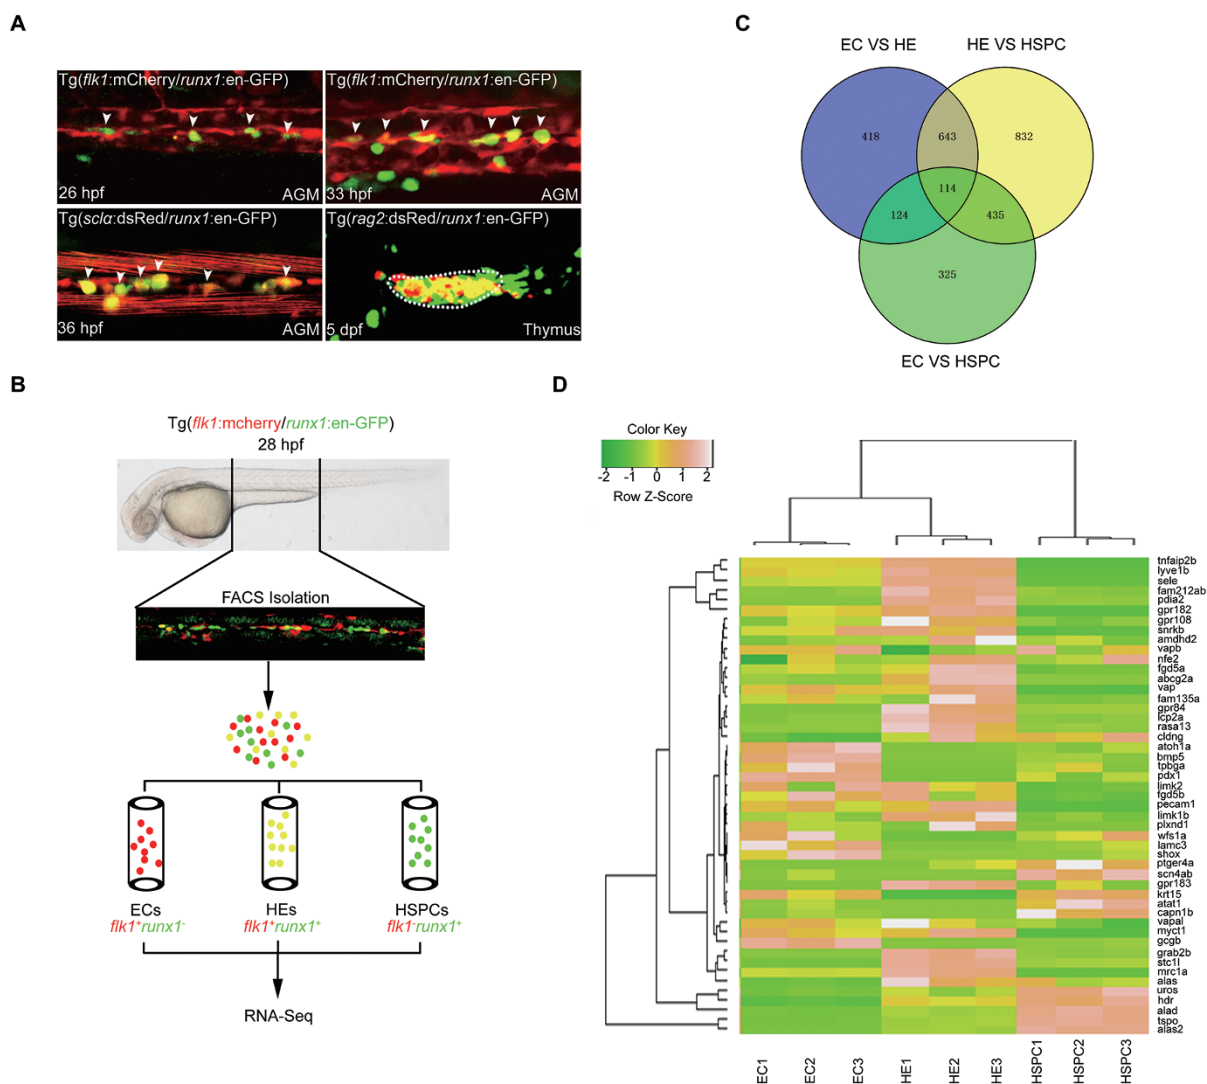 A
Tg(flk1:mCherry/runx1:en-GFP)
26 hpf
AGM
Tg(flk1:mCherry/runx1:en-GFP)
33 hpf
AGM
Tg(sclα:dsRed/runx1:en-GFP)
36 hpf
AGM
Tg(rag2:dsRed/runx1:en-GFP)
5 dpf
Thymus
B
Tg(flk1:mcherry/runx1:en-GFP)
28 hpf
FACS Isolation
ECs
flk1+runx1-
HEs
flk1+runx1+
HSPCs
flk1-runx1+
RNA-Seq
C
EC VS HE
HE VS HSPC
418
643
832
114
124
435
325
EC VS HSPC
D
Color Key
-2 -1 0 1 2
Row Z-Score
tnfaip2b
lyve1b
sele
fam212ab
pdia2
gpr182
gpr108
snrkb
amdhd2
vapb
nfe2
fgd5a
abcg2a
vap
fam135a
gpr84
lcp2a
rasa13
cldng
atoh1a
bmp5
tpbga
pdx1
limk2
fgd5b
pecam1
limk1b
plxnd1
wfs1a
lamc3
shox
ptger4a
scn4ab
gpr183
krt15
atat1
capn1b
vapal
myct1
gcgb
grab2b
stc1l
mrc1a
alas
uros
hdr
alad
tspo
alas2
EC1
EC2
EC3
HE1
HE2
HE3
HSPC1
HSPC2
HSPC3